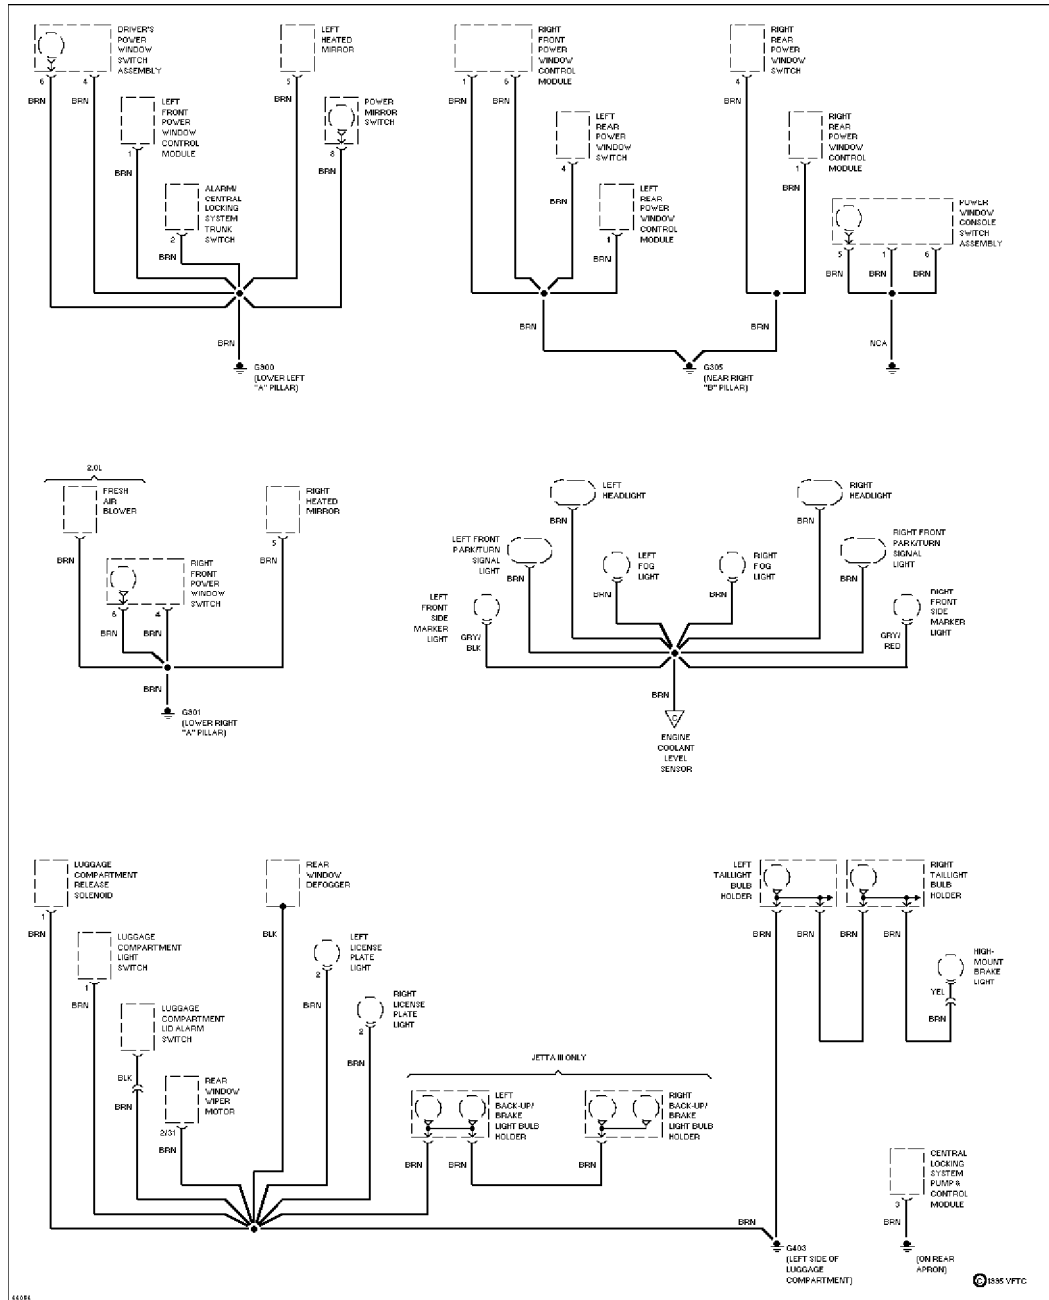 DRIVER'S
POWER
WINDOW
SWITCH
ASSEMBLY
6
4
BRN
BRN
LEFT
FRONT
POWER
WINDOW
CONTROL
MODULE
1
BRN
ALARM/
CENTRAL
LOCKING
SYSTEM
TRUNK
SWITCH
2
BRN
LEFT
HEATED
MIRROR
5
BRN
POWER
MIRROR
SWITCH
8
BRN
BRN
G300
(LOWER LEFT
"A" PILLAR)
RIGHT
FRONT
POWER
WINDOW
CONTROL
MODULE
1
6
BRN
BRN
LEFT
REAR
POWER
WINDOW
SWITCH
4
BRN
LEFT
REAR
POWER
WINDOW
CONTROL
MODULE
1
BRN
BRN
RIGHT
REAR
POWER
WINDOW
SWITCH
4
BRN
RIGHT
REAR
POWER
WINDOW
CONTROL
MODULE
1
BRN
BRN
G305
(NEAR RIGHT
"B" PILLAR)
POWER
WINDOW
CONSOLE
SWITCH
ASSEMBLY
5
1
6
BRN
BRN
BRN
NCA
2.0L
FRESH
AIR
BLOWER
BRN
RIGHT
FRONT
POWER
WINDOW
SWITCH
6
4
BRN
BRN
RIGHT
HEATED
MIRROR
5
BRN
BRN
G301
(LOWER RIGHT
"A" PILLAR)
LEFT
HEADLIGHT
BRN
RIGHT
HEADLIGHT
BRN
LEFT FRONT
PARK/TURN
SIGNAL
LIGHT
BRN
LEFT
FOG
LIGHT
BRN
RIGHT
FOG
LIGHT
BRN
RIGHT FRONT
PARK/TURN
SIGNAL
LIGHT
BRN
LEFT
FRONT
SIDE
MARKER
LIGHT
GRY/
BLK
RIGHT
FRONT
SIDE
MARKER
LIGHT
GRY/
RED
BRN
C
ENGINE
COOLANT
LEVEL
SENSOR
LUGGAGE
COMPARTMENT
RELEASE
SOLENOID
1
BRN
LUGGAGE
COMPARTMENT
LIGHT
SWITCH
1
BRN
LUGGAGE
COMPARTMENT
LID ALARM
SWITCH
BLK
BRN
REAR
WINDOW
WIPER
MOTOR
2/31
BRN
REAR
WINDOW
DEFOGGER
BLK
LEFT
LICENSE
PLATE
LIGHT
2
BRN
RIGHT
LICENSE
PLATE
LIGHT
2
BRN
JETTA III ONLY
LEFT
BACK-UP/
BRAKE
LIGHT BULB
HOLDER
BRN
BRN
RIGHT
BACK-UP/
BRAKE
LIGHT BULB
HOLDER
BRN
LEFT
TAILLIGHT
BULB
HOLDER
BRN
BRN
RIGHT
TAILLIGHT
BULB
HOLDER
BRN
BRN
HIGH-
MOUNT
BRAKE
LIGHT
YEL
BRN
BRN
G403
(LEFT SIDE OF
LUGGAGE
COMPARTMENT)
CENTRAL
LOCKING
SYSTEM
PUMP &
CONTROL
MODULE
3
BRN
(ON REAR
APRON)
© 1995 VFTC